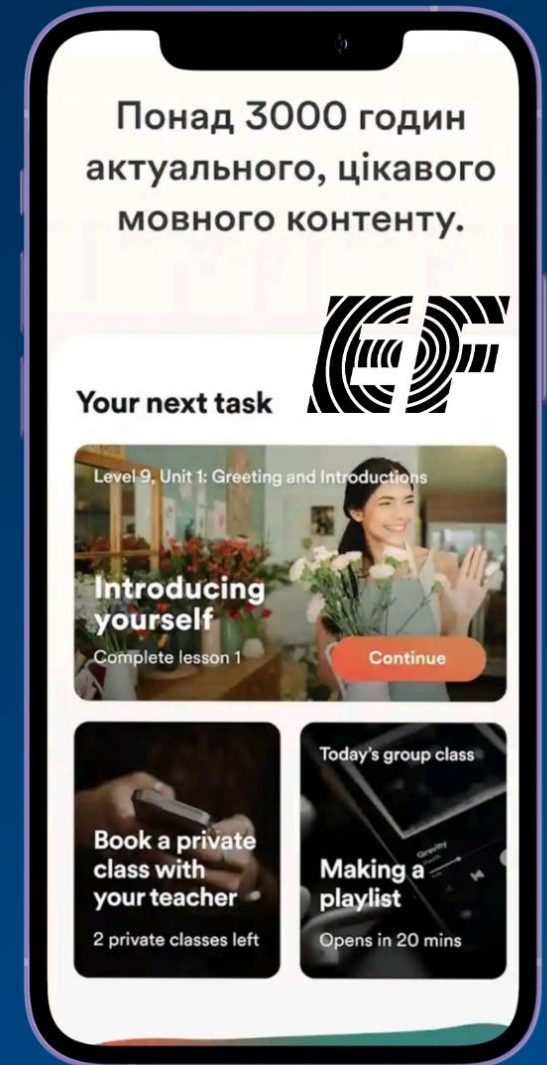 Понад 3000 годин
актуального, цікавого
мовного контенту.
EF
Your next task
Level 9, Unit 1: Greeting and Introductions
Introducing
yourself
Complete lesson 1
Continue
Book a private
class with
your teacher
2 private classes left
Today's group class
Gravity
Making a
playlist
Opens in 20 mins